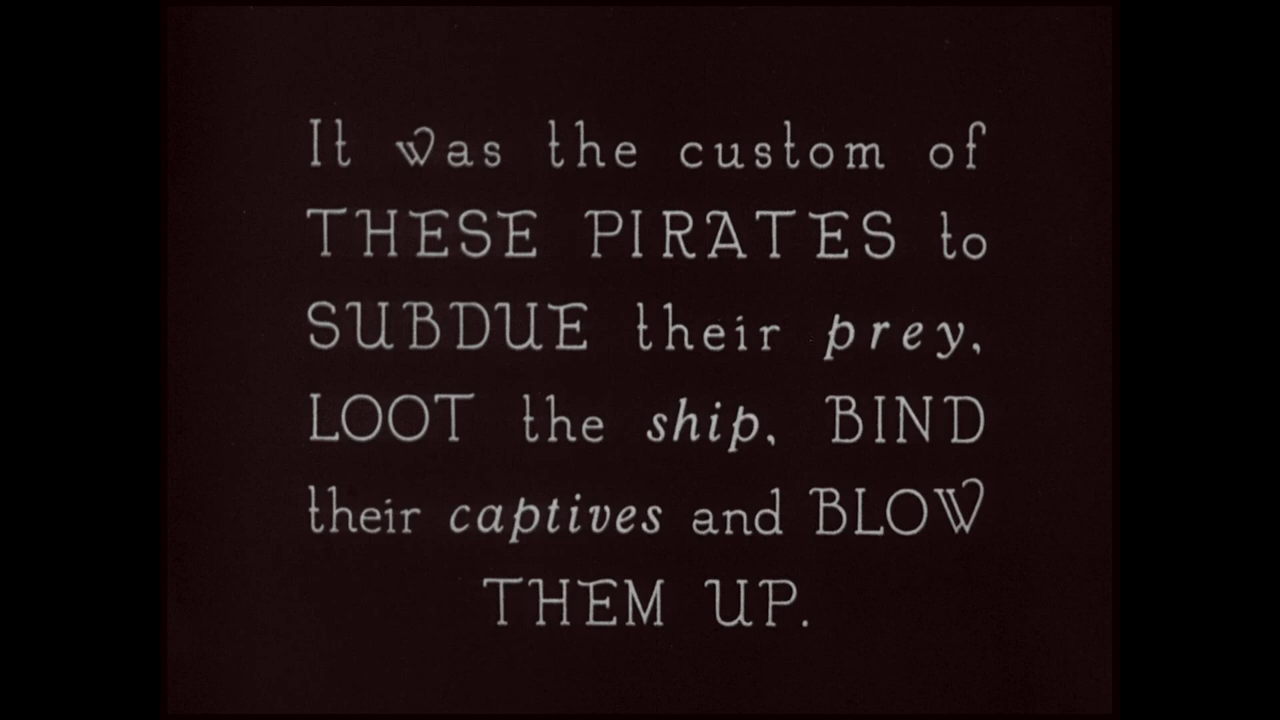 It was the custom of
THESE PIRATES to
SUBDUE their prey,
LOOT the ship, BIND
their captives and BLOW
THEM UP.